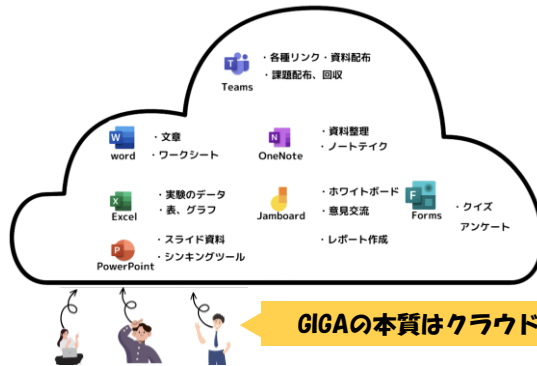 ・各種リンク・資料配布
・課題配布、回収
Teams
word
・文章
・ワークシート
OneNote
・資料整理
・ノートテイク
Excel
・実験のデータ
・表、グラフ
Jamboard
・ホワイトボード
・意見交流
・レポート作成
Forms
・クイズ
アンケート
PowerPoint
・スライド資料
・シンキングツール
GIGAの本質はクラウド